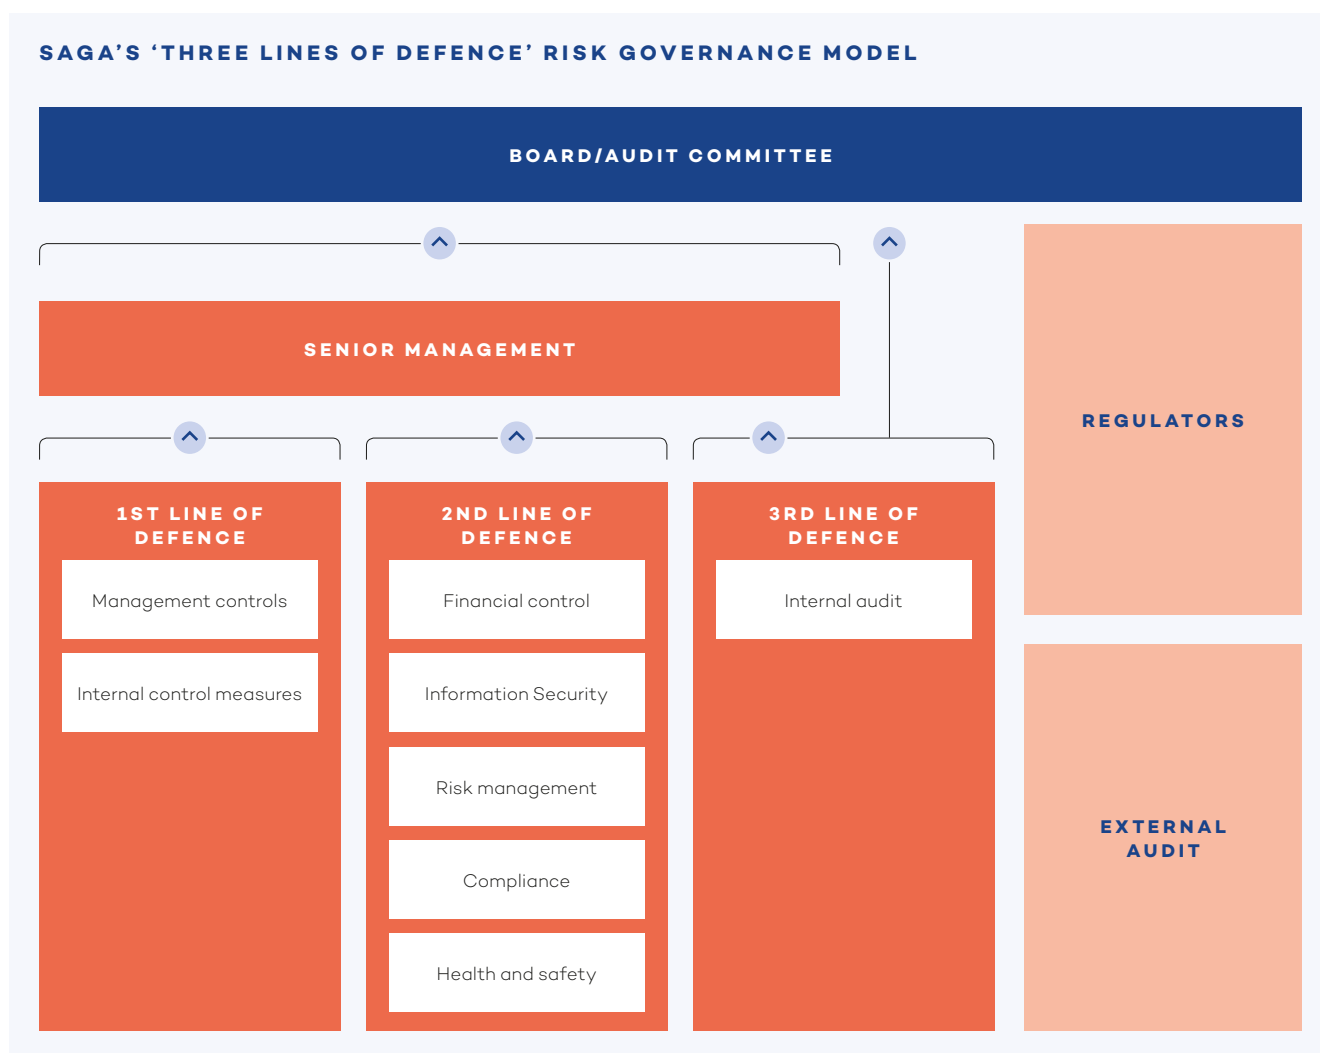 SAGA’S ‘THREE LINES OF DEFENCE’ RISK GOVERNANCE MODEL
BOARD/AUDIT COMMITTEE
SENIOR MANAGEMENT
REGULATORS
1ST LINE OF
DEFENCE
Management controls
Internal control measures
2ND LINE OF
DEFENCE
Financial control
Information Security
Risk management
Compliance
Health and safety
3RD LINE OF
DEFENCE
Internal audit
EXTERNAL
AUDIT